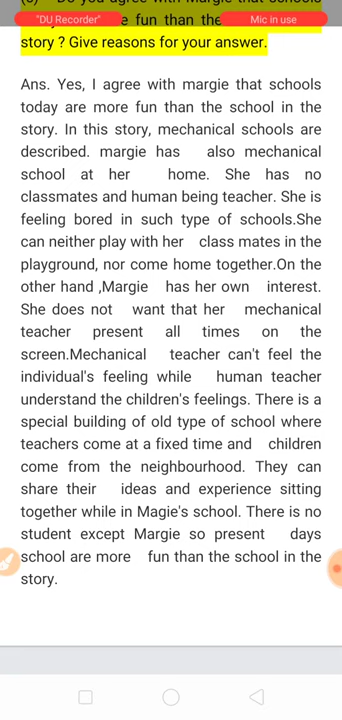 "DU Recorder" e fun than the Mic in use
story ? Give reasons for your answer.
Ans. Yes, I agree with margie that schools
today are more fun than the school in the
story. In this story, mechanical schools are
described. margie has also mechanical
school at her home. She has no
classmates and human being teacher. She is
feeling bored in such type of schools.She
can neither play with her class mates in the
playground, nor come home together.On the
other hand ,Margie has her own interest.
She does not want that her mechanical
teacher present all times on the
screen.Mechanical teacher can't feel the
individual's feeling while human teacher
understand the children's feelings. There is a
special building of old type of school where
teachers come at a fixed time and children
come from the neighbourhood. They can
share their ideas and experience sitting
together while in Magie's school. There is no
student except Margie so present days
school are more fun than the school in the
story.